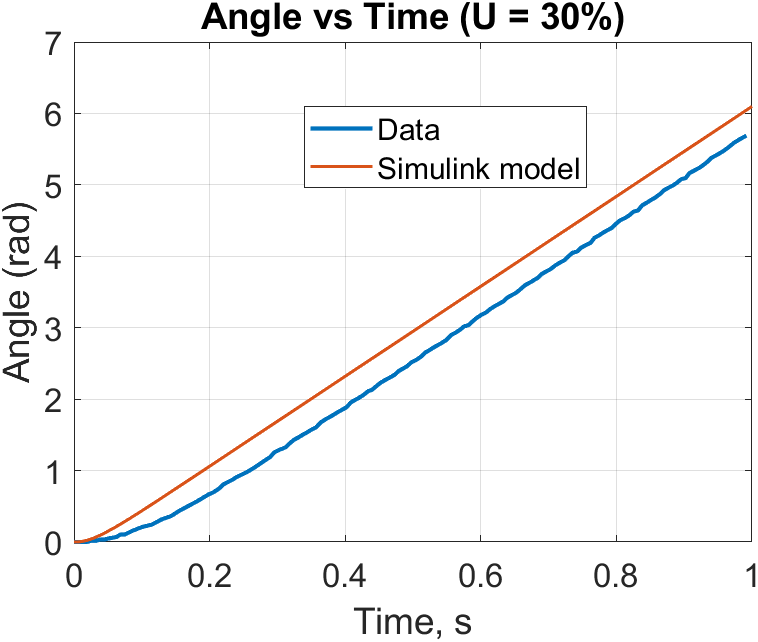 Angle vs Time (U = 30%)
7
6
5
4
3
2
1
0
Angle (rad)
Data
Simulink model
0 0.2 0.4 0.6 0.8 1
Time, s